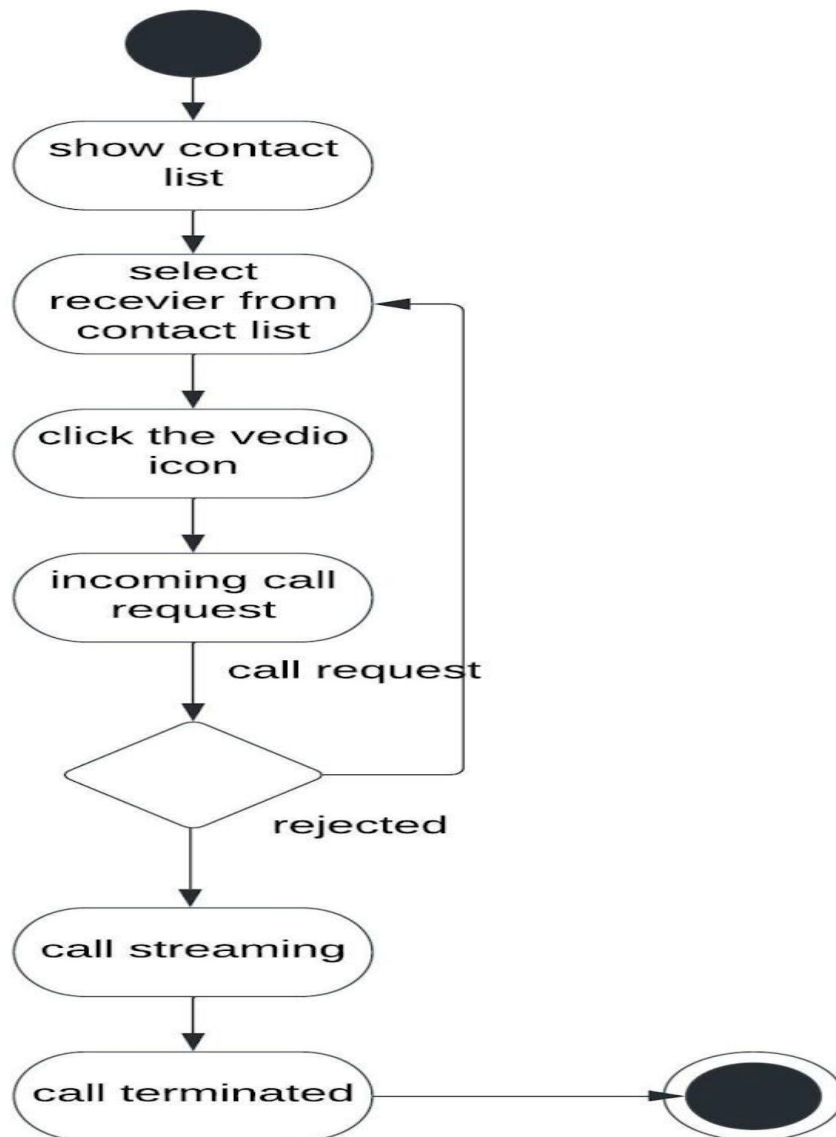 show contact
list
select
recevier from
contact list
click the vedio
icon
incoming call
request
call request
rejected
call streaming
call terminated